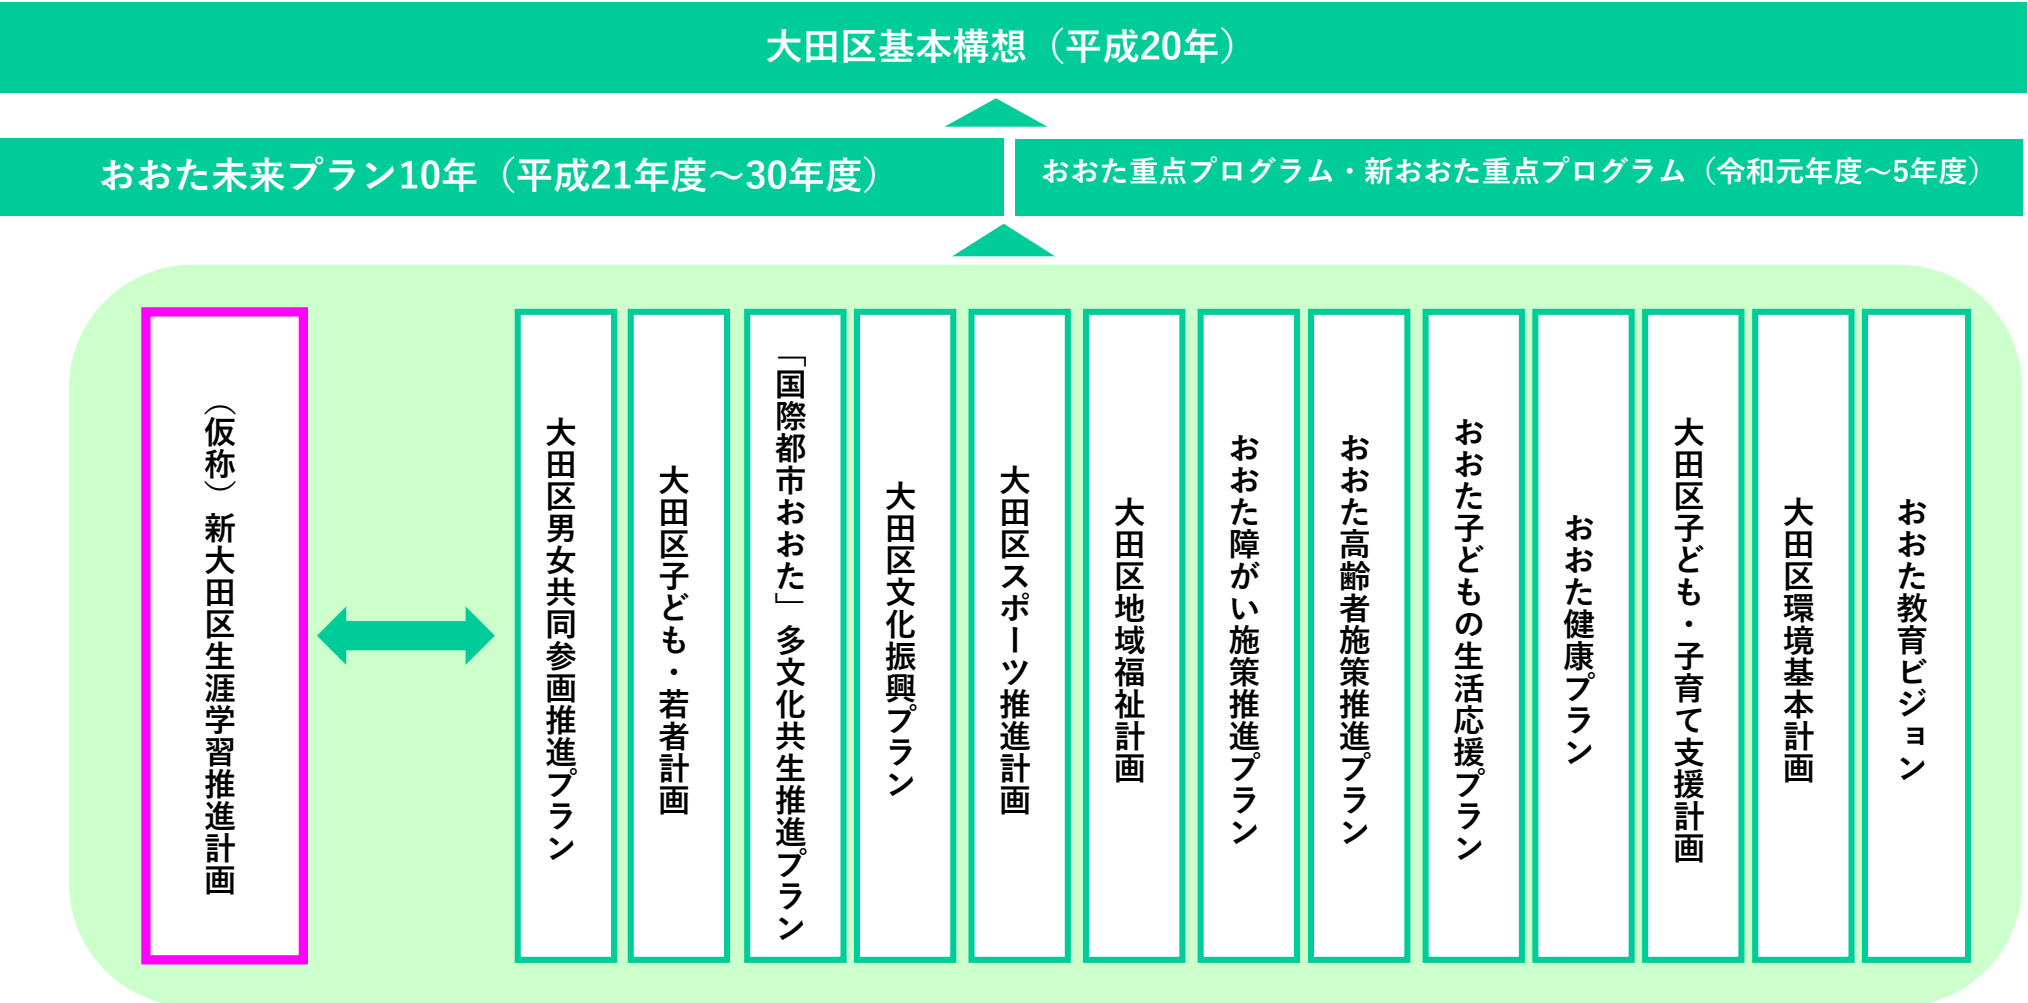 大田区基本構想（平成20年）
おおた未来プラン10年（平成21年度～30年度）
おおた重点プログラム・新おおた重点プログラム（令和元年度～5年度）
（仮称）新大田区生涯学習推進計画
大田区男女共同参画推進プラン
大田区子ども・若者計画
「国際都市おおた」多文化共生推進プラン
大田区文化振興プラン
大田区スポーツ推進計画
大田区地域福祉計画
おおた障がい施策推進プラン
おおた高齢者施策推進プラン
おおた子どもの生活応援プラン
おおた健康プラン
大田区子ども・子育て支援計画
大田区環境基本計画
おおた教育ビジョン